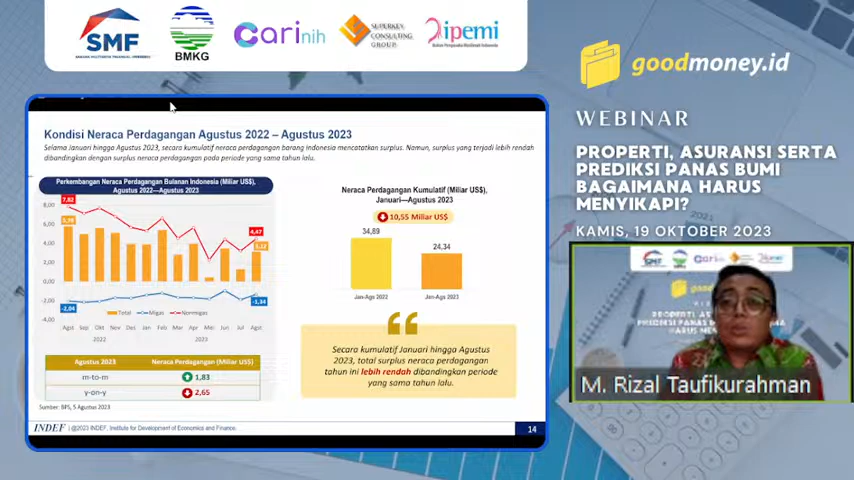 SMF
BMKG
Carinih
SUPERKEY
CONSULTING
GROUP
Dipemi
goodmoney.id
WEBINAR
PROPERTI, ASURANSI SERTA
PREDIKSI PANAS BUMI
BAGAIMANA HARUS
MENYIKAPI?
KAMIS, 19 OKTOBER 2023
Kondisi Neraca Perdagangan Agustus 2022 – Agustus 2023
Selama Januari hingga Agustus 2023, secara kumulatif neraca perdagangan barang Indonesia mencatatkan surplus. Namun, surplus yang terjadi lebih rendah
dibandingkan dengan surplus neraca perdagangan pada periode yang sama tahun lalu.
Perkembangan Neraca Perdagangan Bulanan Indonesia (Miliar US$),
Agustus 2022—Agustus 2023
8,00
7,82
6,00
4,47
4,00
3,12
2,00
0,00
-2,00
-2,04
-1,34
-4,00
Total
Migas
Nonmigas
Agst Sep Okt Nov Des Jan Feb Mar Apr Mei Jun Jul Agst
2022 2023
Agustus 2023 Neraca Perdagangan (Miliar US$)
m-to-m 1,83
y-on-y 2,65
Sumber: BPS, 5 Agustus 2023
Neraca Perdagangan Kumulatif (Miliar US$),
Januari—Agustus 2023
10,55 Miliar US$
34,89
24,34
Jan-Ags 2022 Jan-Ags 2023
Secara kumulatif Januari hingga Agustus
2023, total surplus neraca perdagangan
tahun ini lebih rendah dibandingkan periode
yang sama tahun lalu.
INDEF | @2023 INDEF, Institute for Development of Economics and Finance.
14
M. Rizal Taufikurahman